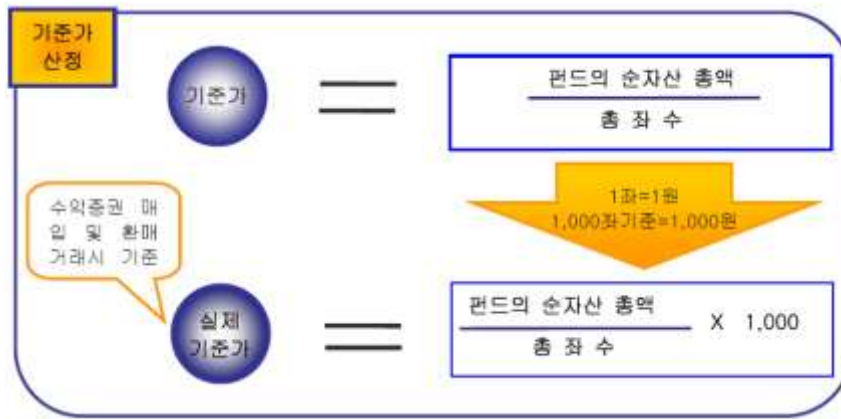 기준가
산정
기준가
펀드의 순자산 총액
총 좌 수
1좌=1원
1,000좌기준=1,000원
수익증권 매
입 및 환매
거래시 기준
실제
기준가
펀드의 순자산 총액
총 좌 수
X 1,000